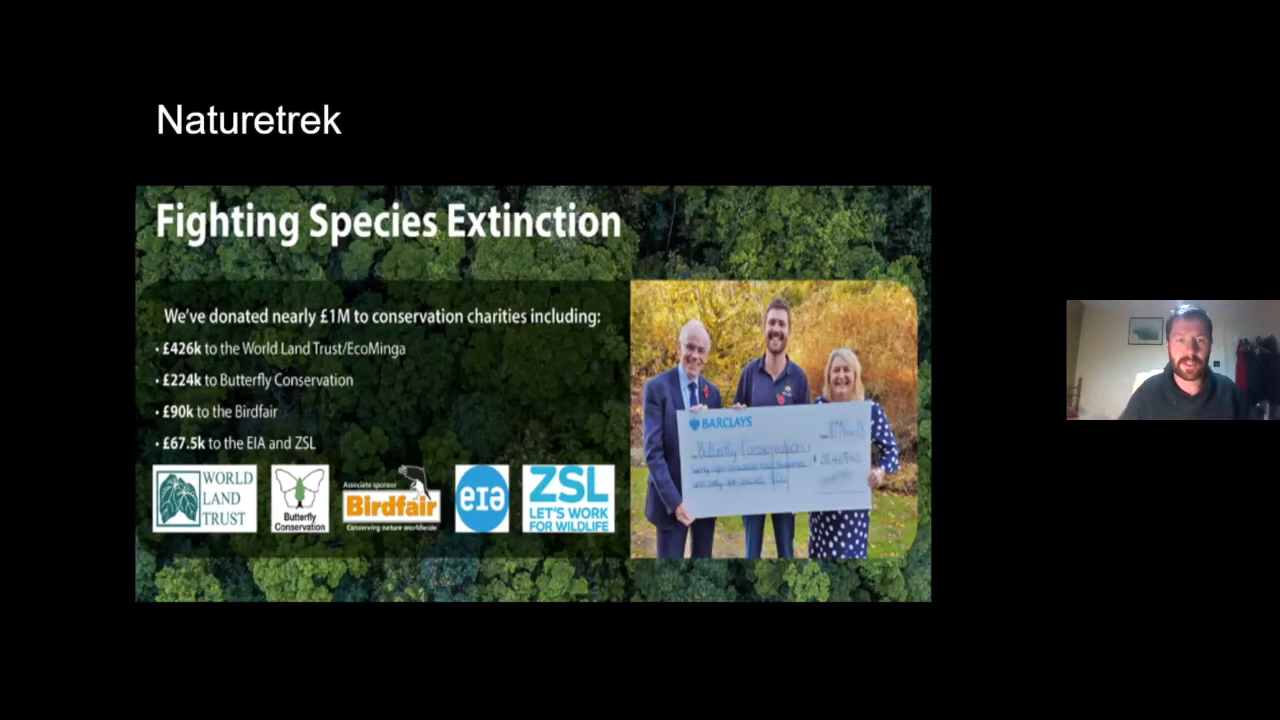 Naturetrek
Fighting Species Extinction
We've donated nearly £1M to conservation charities including:
• £426k to the World Land Trust/EcoMinga
• £224k to Butterfly Conservation
• £90k to the Birdfair
• £67.5k to the EIA and ZSL
WORLD
LAND
TRUST
Butterfly
Conservation
Associate sponsor
Birdfair
Conserving nature worldwide
eia
ZSL
LET'S WORK
FOR WILDLIFE
BARCLAYS
Butterfly Conservation